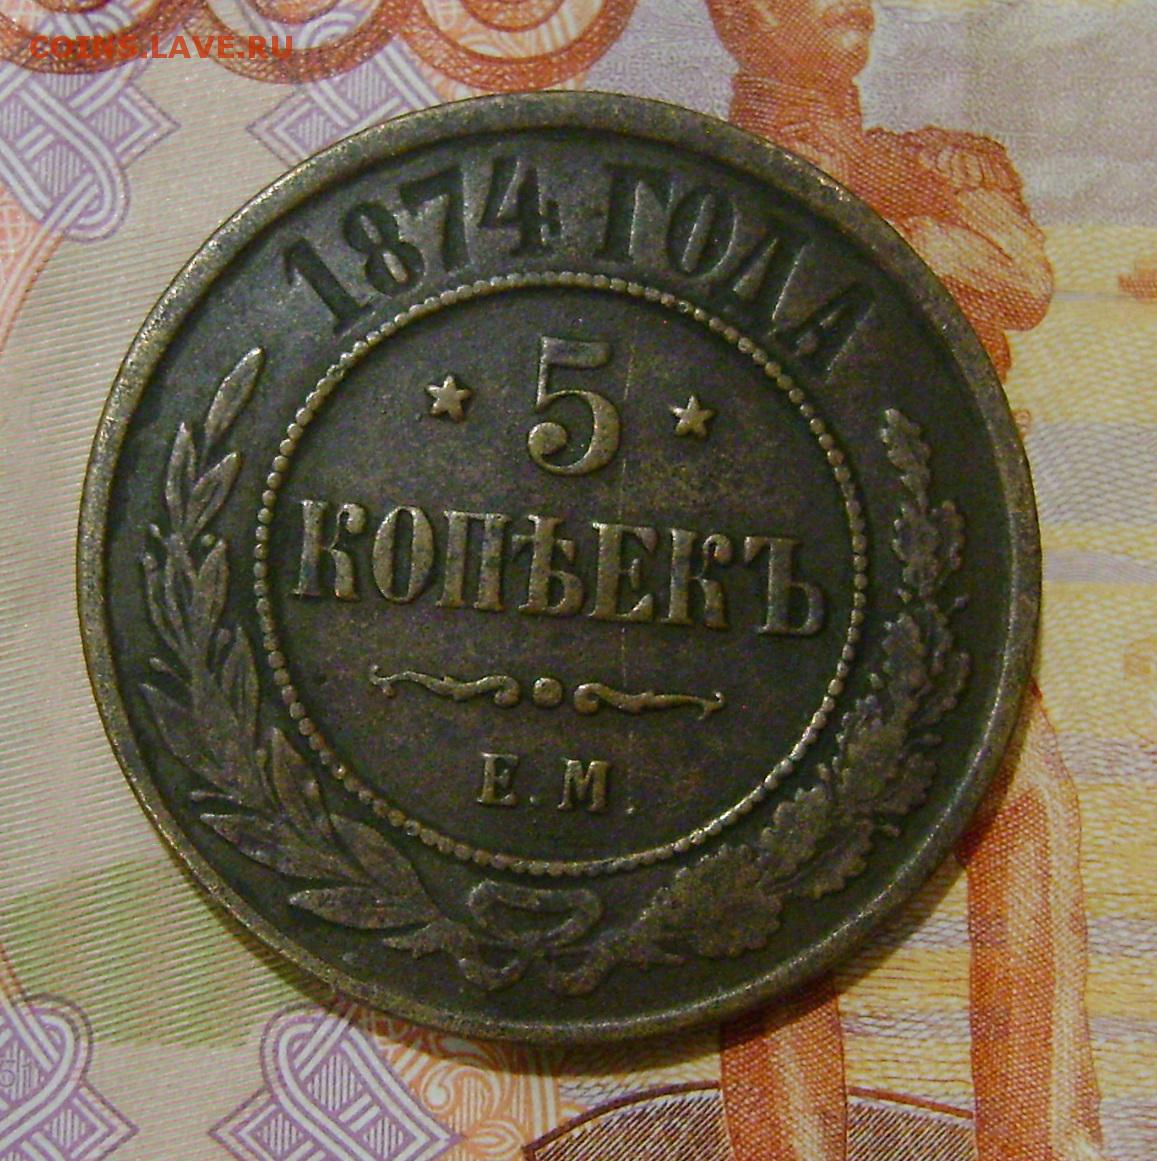 COINS.LAVE.RU
1874 ГОДА
5
КОПѢЕКЪ
Е.М.